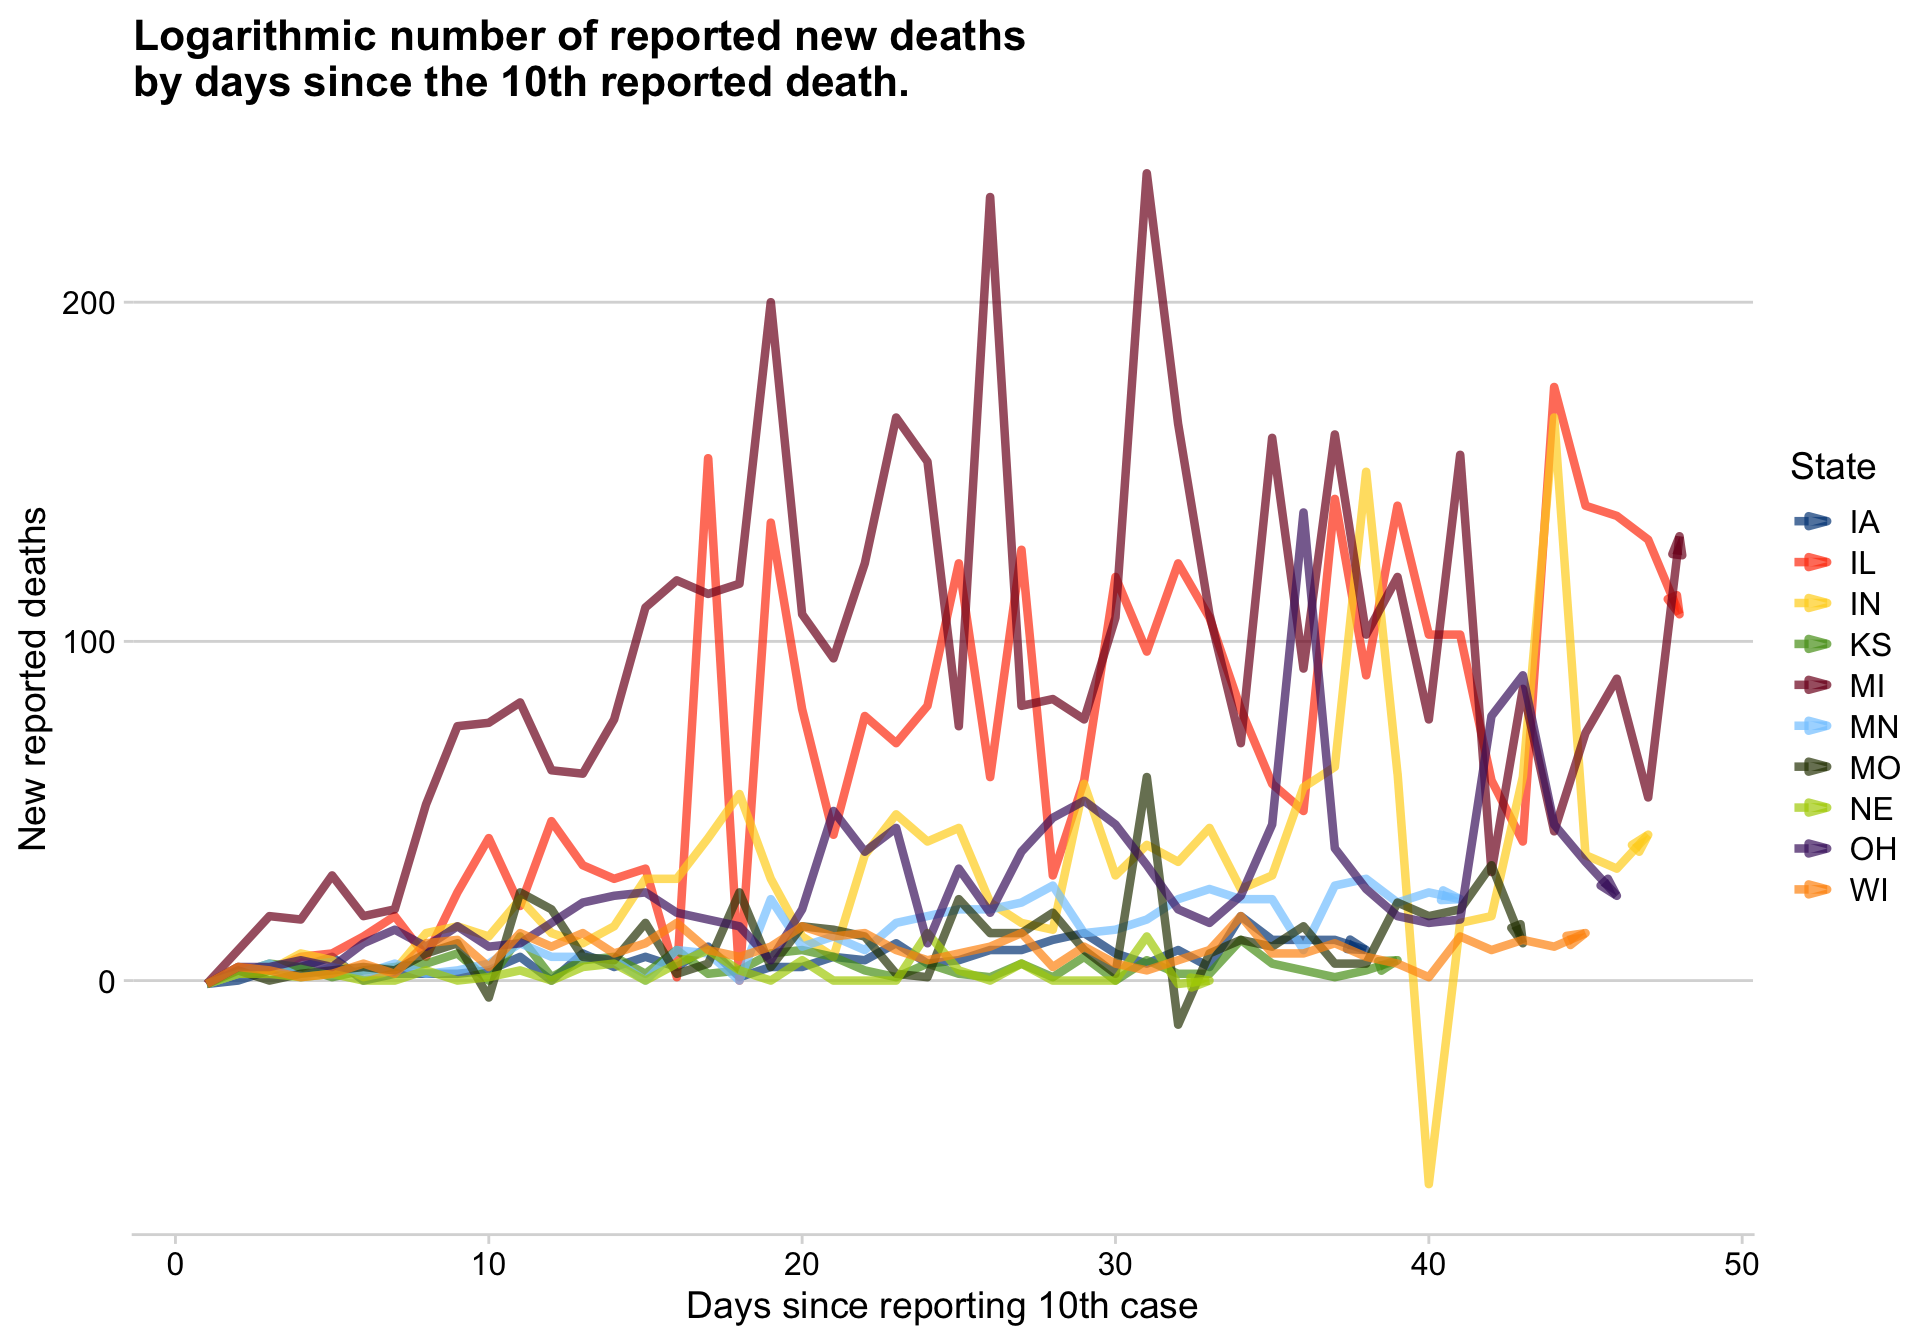 Logarithmic number of reported new deaths
by days since the 10th reported death.
New reported deaths
200
100
0
0
10
20
30
40
50
Days since reporting 10th case
State
IA
IL
IN
KS
MI
MN
MO
NE
OH
WI